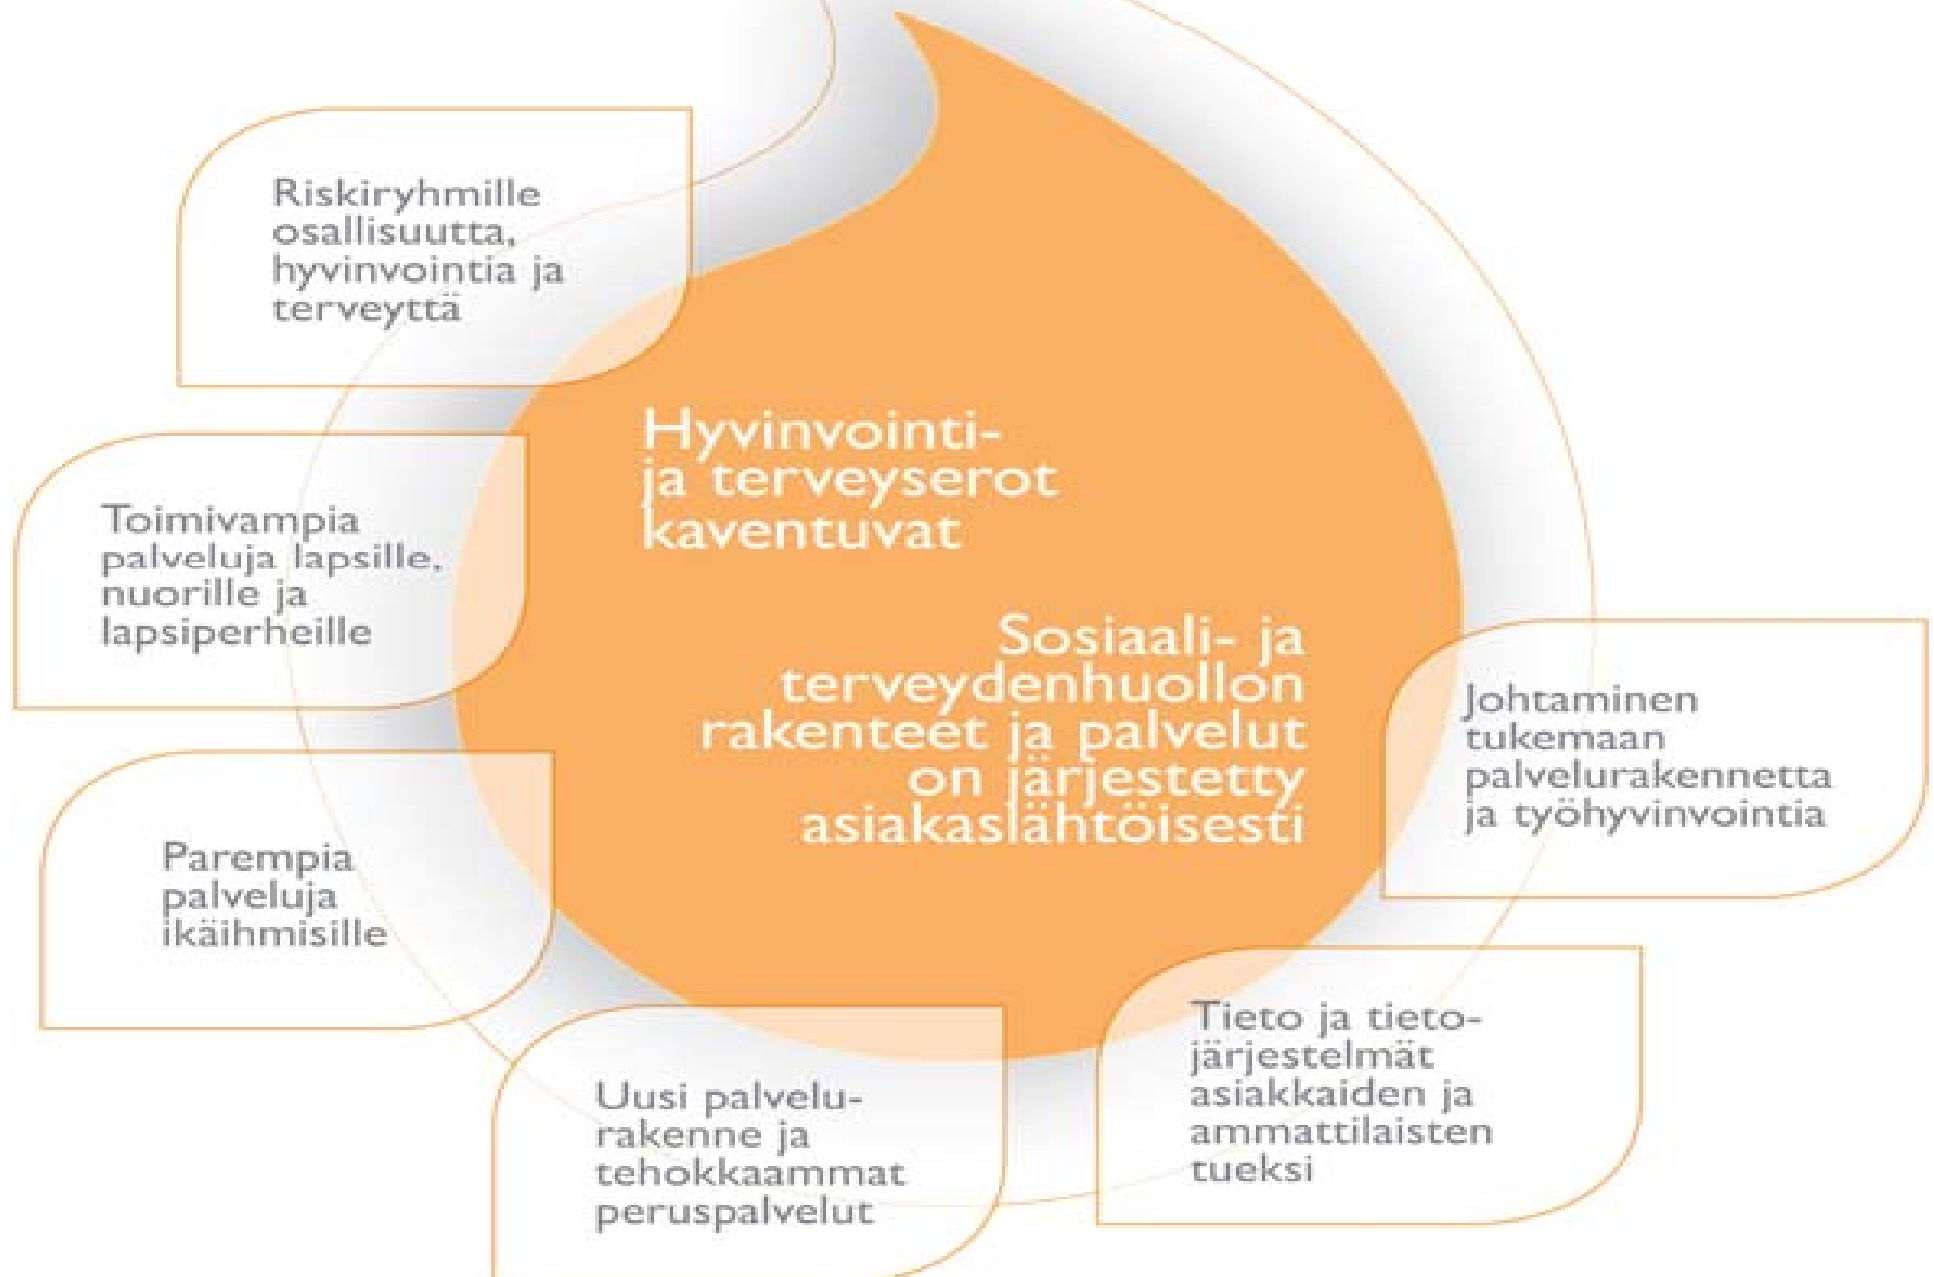 Riskiryhmille
osallisuutta,
hyvinvointia ja
terveyttä
Hyvinvointi-
ja terveyserot
kaventuvat
Toimivampia
palveluja lapsille,
nuorille ja
lapsiperheille
Sosiaali- ja
terveydenhuollon
rakenteet ja palvelut
on järjestetty
asiakaslähtöisesti
Johtaminen
tukemaan
palvelurakennetta
ja työhyvinvointia
Parempia
palveluja
ikäihmisille
Tieto ja tieto-
järjestelmät
asiakkaiden ja
ammattilaisten
tueksi
Uusi palvelu-
rakenne ja
tehokkaammat
peruspalvelut